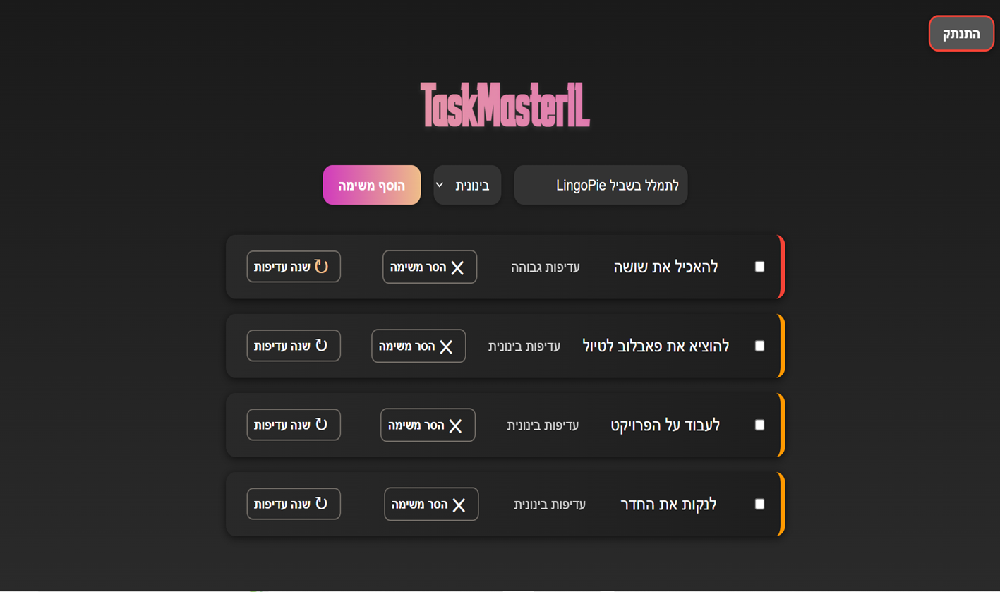 התנתק
TaskMasterIL
לתמלל בשביל LingoPie בינונית הוסף משימה
להאכיל את שושה עדיפות גבוהה הסר משימה שנה עדיפות
להוציא את פאבלוב לטיול עדיפות בינונית הסר משימה שנה עדיפות
לעבוד על הפרויקט עדיפות בינונית הסר משימה שנה עדיפות
לנקות את החדר עדיפות בינונית הסר משימה שנה עדיפות